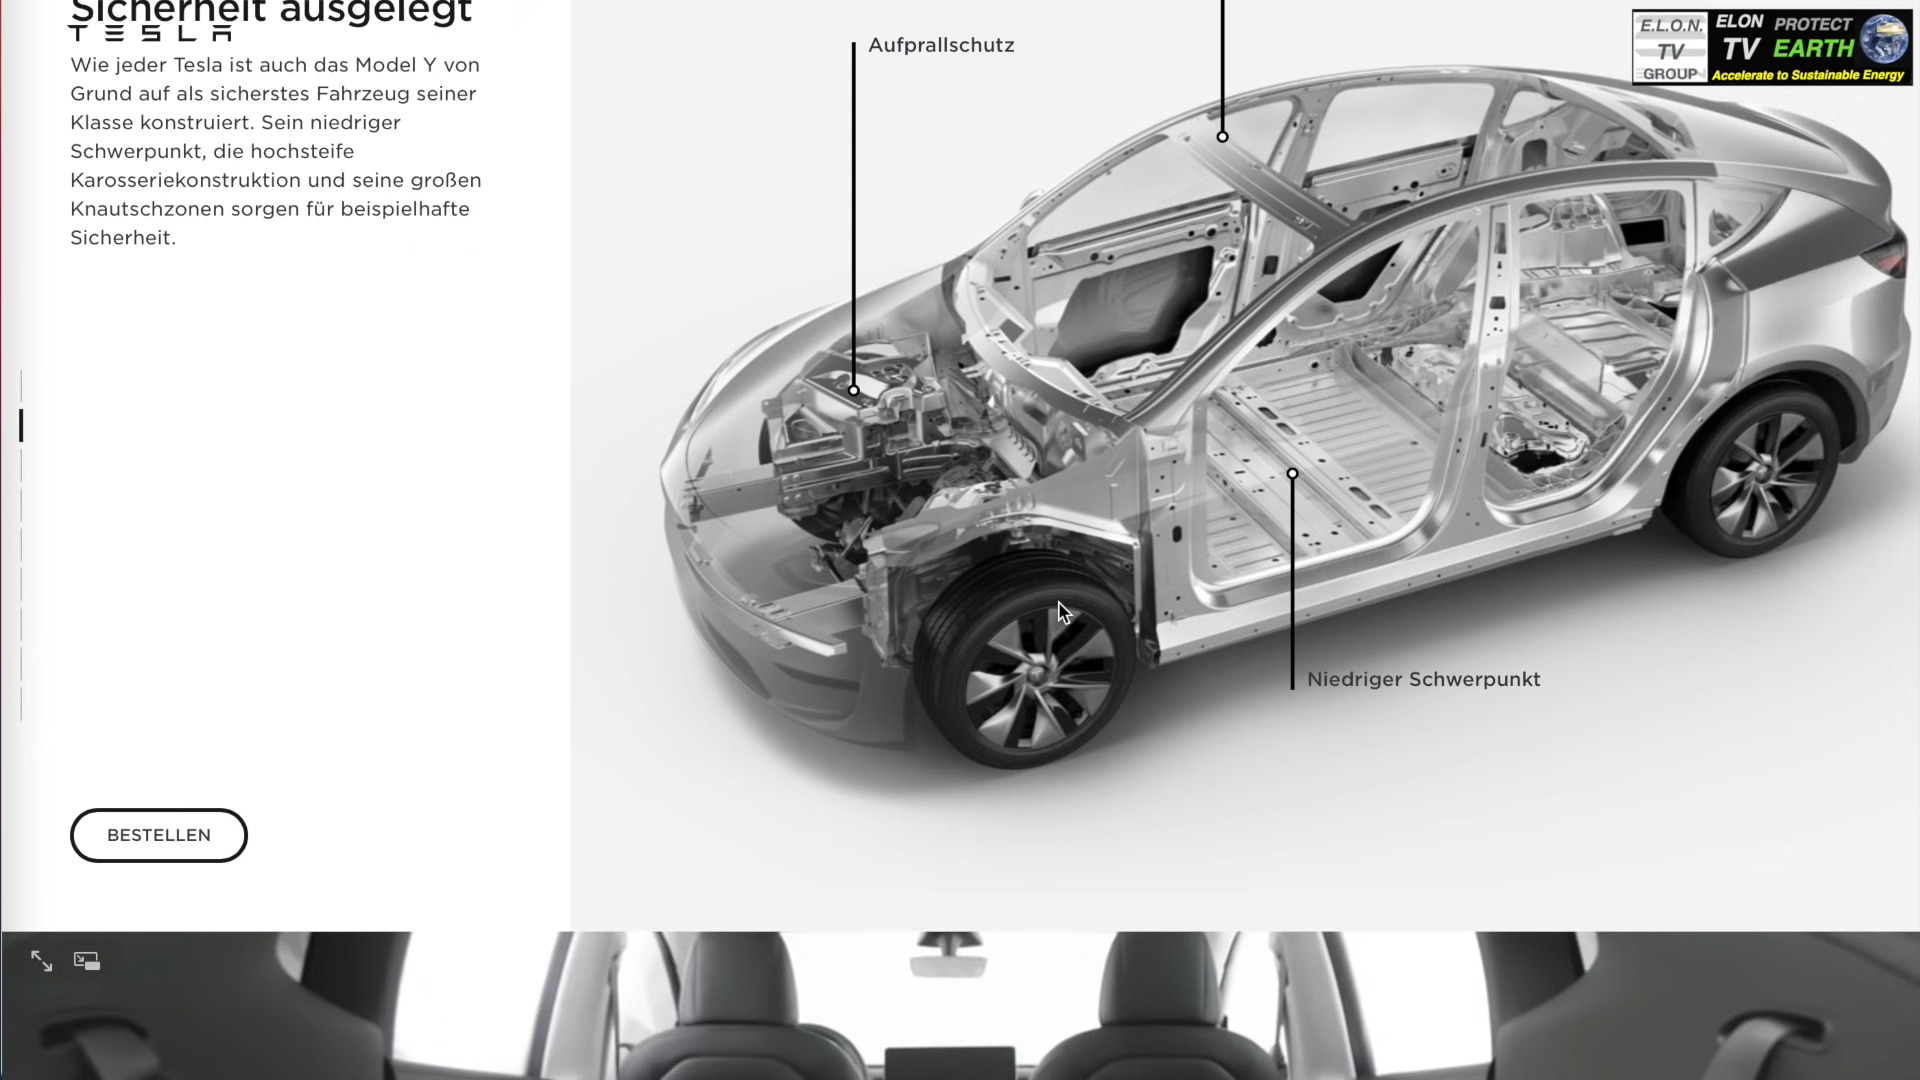 Sicherheit ausgelegt
TESLA
Wie jeder Tesla ist auch das Model Y von
Grund auf als sicherstes Fahrzeug seiner
Klasse konstruiert. Sein niedriger
Schwerpunkt, die hochsteife
Karosseriekonstruktion und seine großen
Knautschzonen sorgen für beispielhafte
Sicherheit.
BESTELLEN
Aufprallschutz
Niedriger Schwerpunkt
E.L.O.N.
TV
GROUP
ELON
TV
PROTECT
EARTH
Accelerate to Sustainable Energy